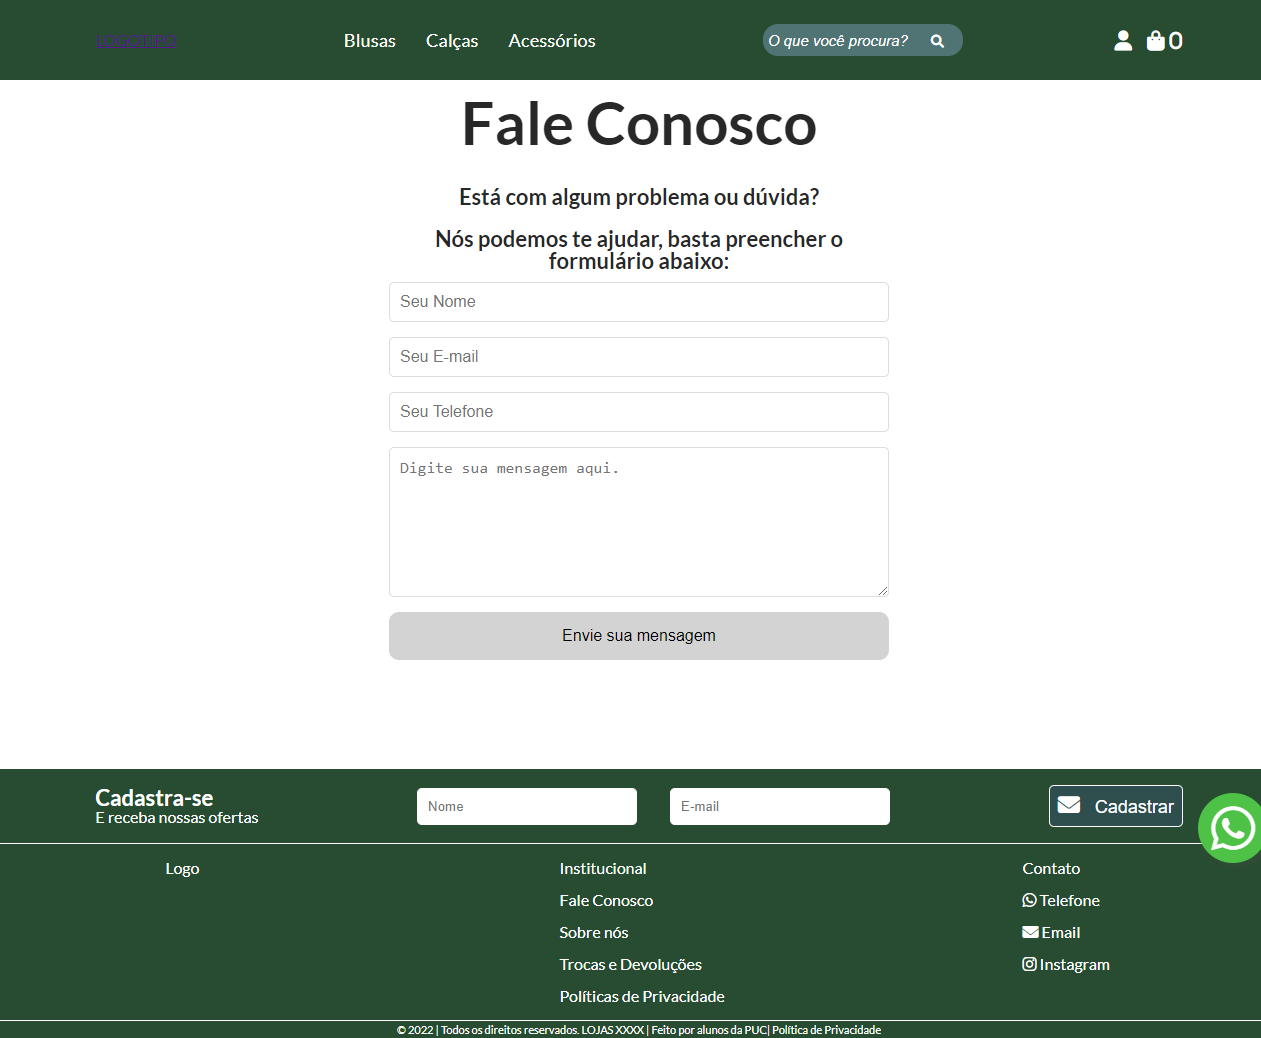 LOGOTIPO
Blusas Calças Acessórios
O que você procura?
0
Fale Conosco
Está com algum problema ou dúvida?
Nós podemos te ajudar, basta preencher o
formulário abaixo:
Seu Nome
Seu E-mail
Seu Telefone
Digite sua mensagem aqui.
Envie sua mensagem
Cadastra-se
E receba nossas ofertas
Nome
E-mail
Cadastrar
Logo
Institucional
Fale Conosco
Sobre nós
Trocas e Devoluções
Políticas de Privacidade
Contato
Telefone
Email
Instagram
© 2022 | Todos os direitos reservados. LOJAS XXXX | Feito por alunos da PUC| Política de Privacidade